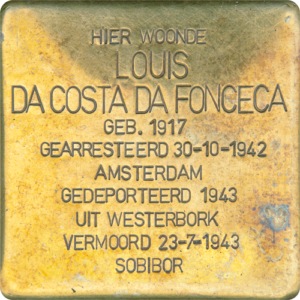 HIER WOONDE
LOUIS
DA COSTA DA FONCECA
GEB. 1917
GEARRESTEERD 30-10-1942
AMSTERDAM
GEDEPORTEERD 1943
UIT WESTERBORK
VERMOORD 23-7-1943
SOBIBOR